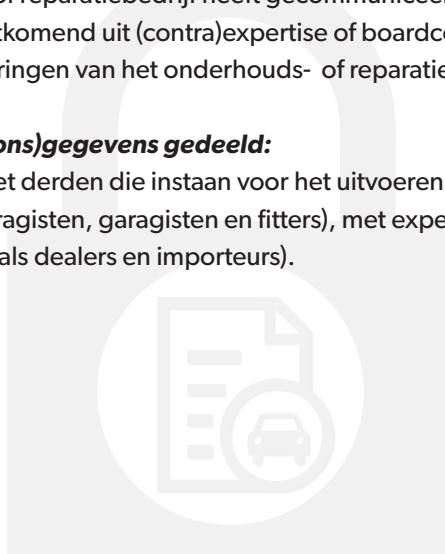 of reparatiebedrijf heeft gecommuniceer
tkomend uit (contra)expertise of boardco
ringen van het onderhouds- of reparatie
ons)gegevens gedeeld:
et derden die instaan voor het uitvoeren
ragisten, garagisten en fitters), met expe
als dealers en importeurs).